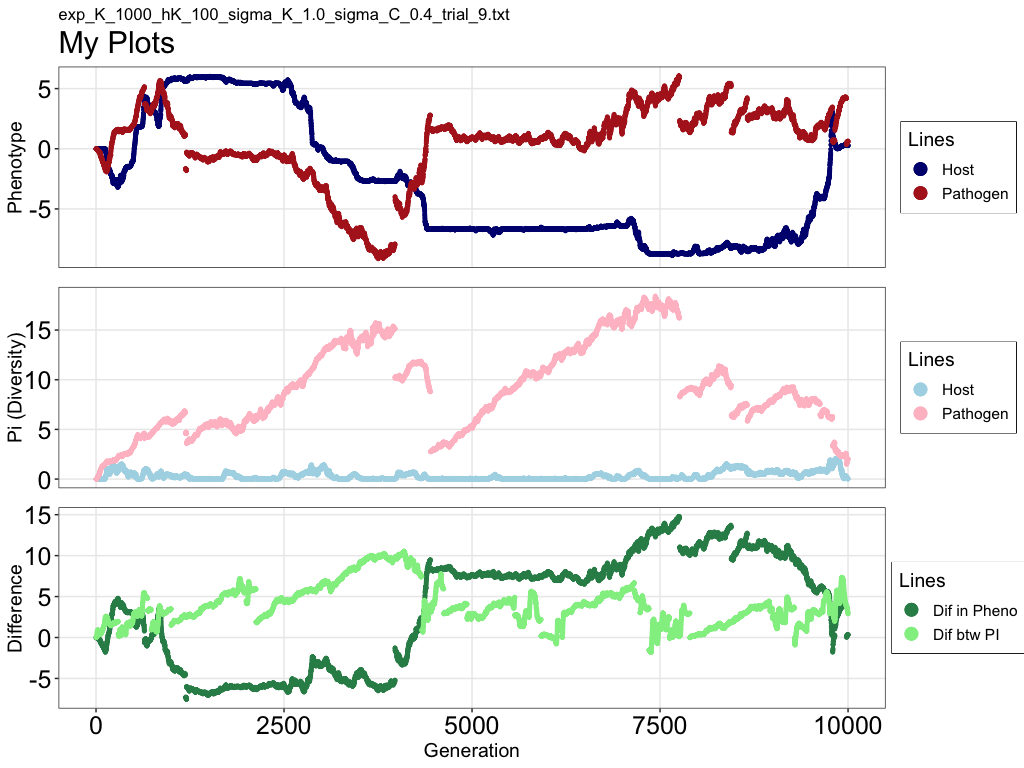 exp_K_1000_hK_100_sigma_K_1.0_sigma_C_0.4_trial_9.txt
My Plots
Phenotype
5
0
-5
Lines
Host
Pathogen
Pi (Diversity)
15
10
5
0
Lines
Host
Pathogen
Difference
15
10
5
0
-5
Lines
Dif in Pheno
Dif btw PI
0
2500
5000
7500
10000
Generation